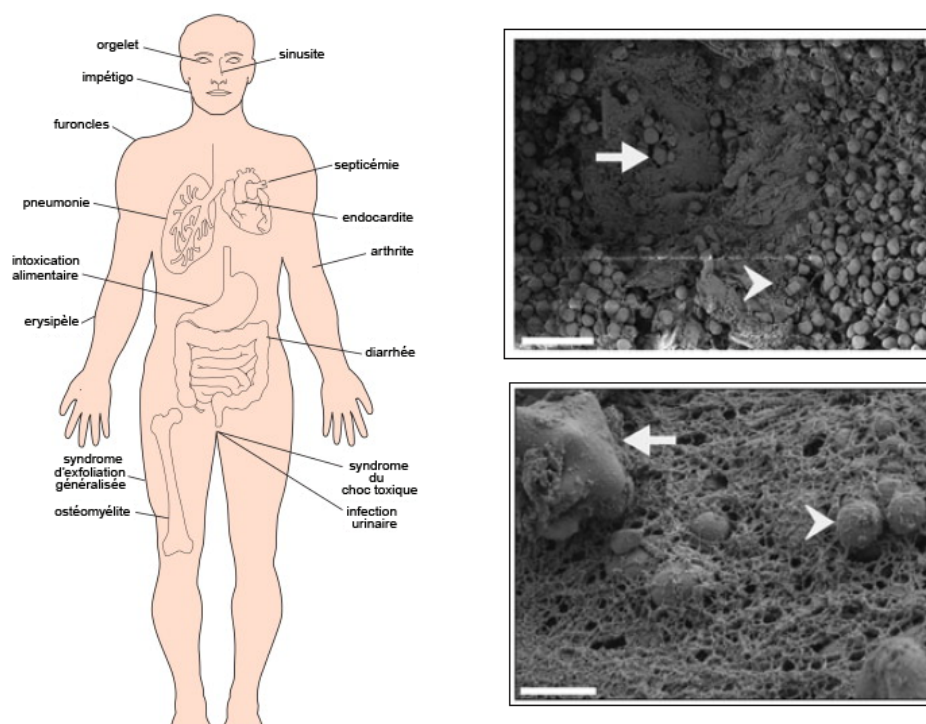 orgelet
sinusite
impétigo
furoncles
septicémie
pneumonie
endocardite
intoxication
alimentaire
arthrite
erysipèle
diarrhée
syndrome
d'exfoliation
généralisée
syndrome
du
choc toxique
ostéomyélite
infection
urinaire